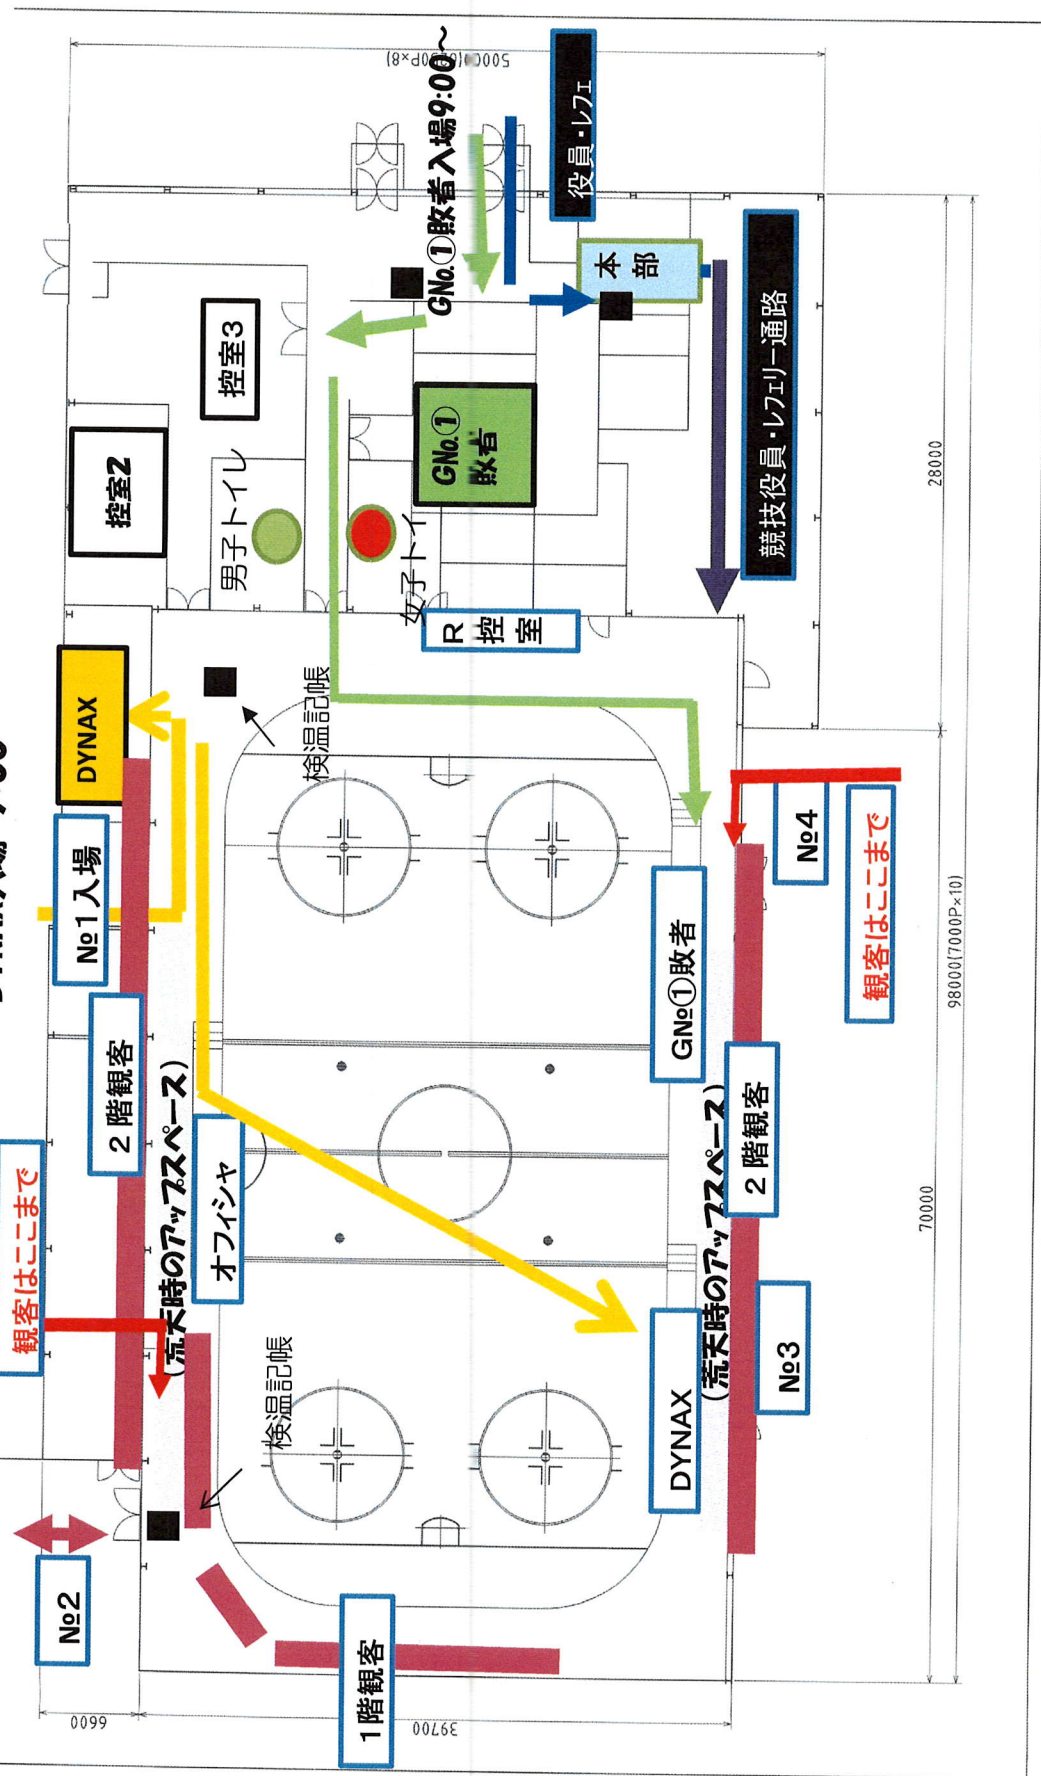 観客はここまで
№2
2階観客
№1入場
DYNAX
控室2
控室3
男子トイレ
女子トイ
GNo.①敗者入場9:00～
GNo.①
敗者
役員・レフェ
本
部
競技役員・レフェリー通路
R
控
室
検温記帳
(荒天時のアップスペース)
オフィシャ
検温記帳
1階観客
DYNAX
GNo①敗者
(荒天時のアップスペース)
2階観客
№3
№4
観客はここまで
6600
39700
70000
28000
98000(7000P×10)